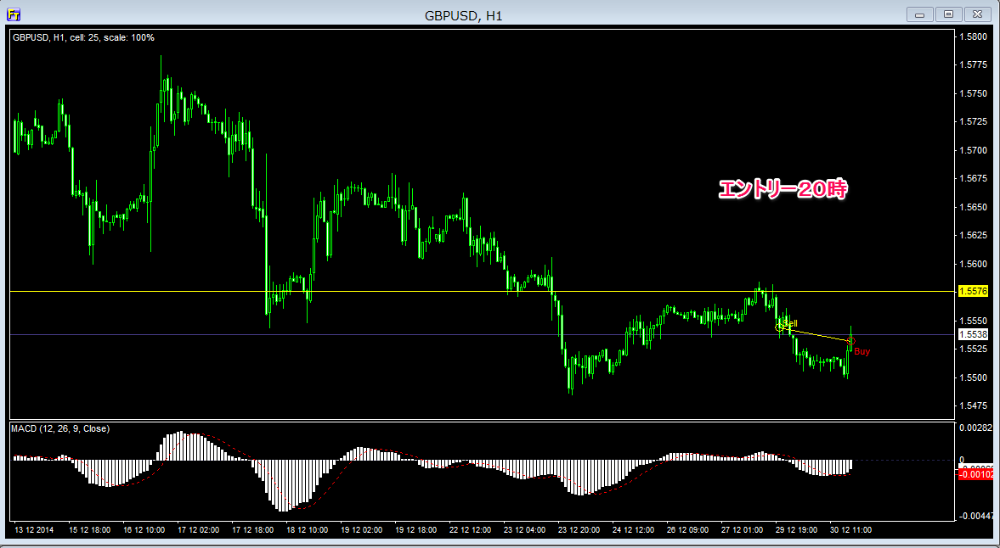 FT
GBPUSD, H1
GBPUSD, H1, cell: 25, scale: 100%
エントリー20時
1.5800
1.5775
1.5750
1.5725
1.5700
1.5675
1.5650
1.5625
1.5600
1.5576
1.5550
1.5538
1.5525
1.5500
1.5475
Sell
Buy
MACD (12, 26, 9, Close)
0.00282
0
-0.00102
-0.00447
13 12 2014
15 12 18:00
16 12 10:00
17 12 02:00
17 12 18:00
18 12 10:00
19 12 02:00
19 12 18:00
22 12 12:00
23 12 04:00
23 12 20:00
24 12 12:00
26 12 09:00
27 12 01:00
29 12 19:00
30 12 11:00